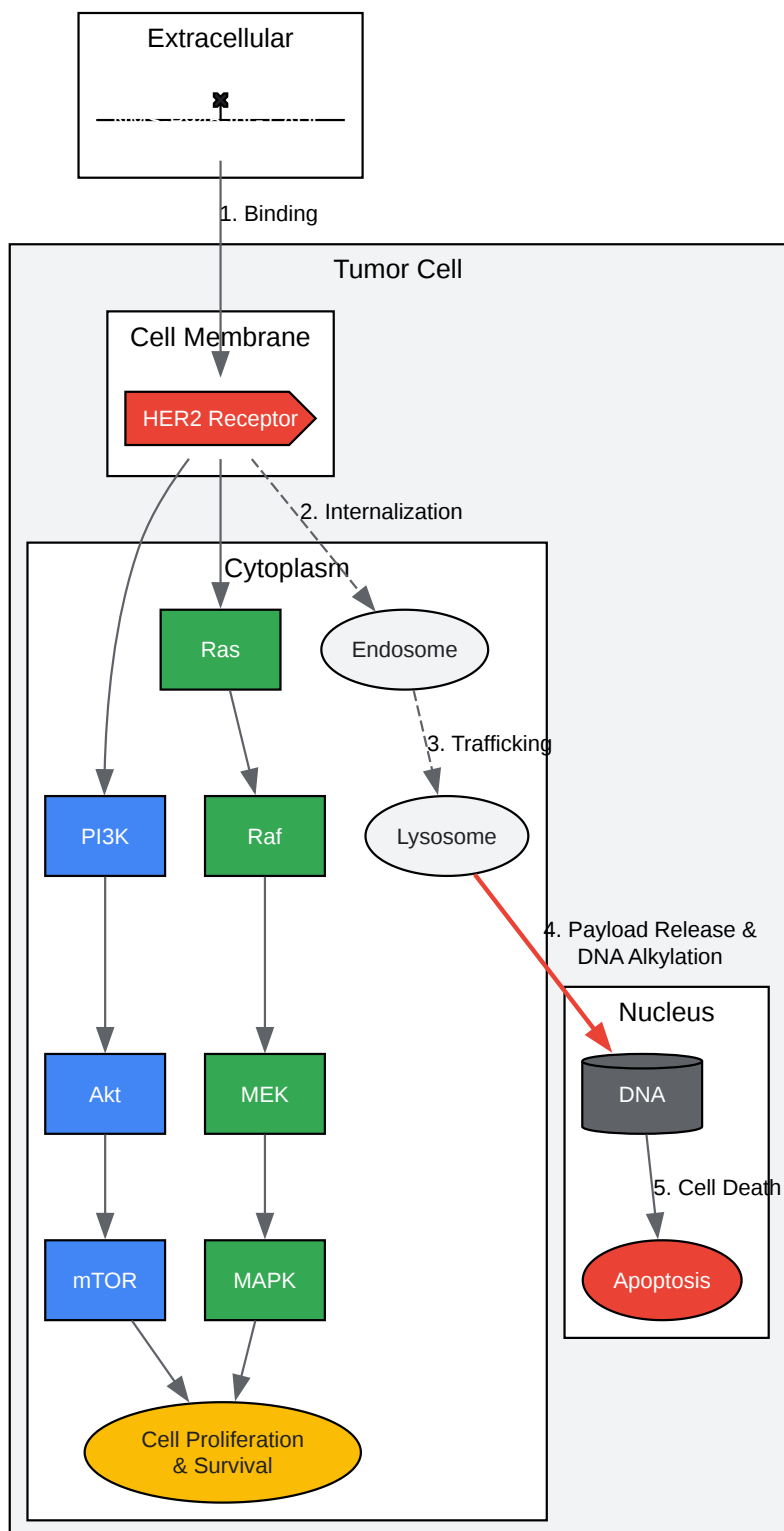 Extracellular
1. Binding
Tumor Cell
Cell Membrane
HER2 Receptor
2. Internalization
Cytoplasm
Ras
Endosome
3. Trafficking
PI3K
Raf
Lysosome
4. Payload Release &
DNA Alkylation
Nucleus
Akt
MEK
DNA
5. Cell Death
mTOR
MAPK
Apoptosis
Cell Proliferation
& Survival